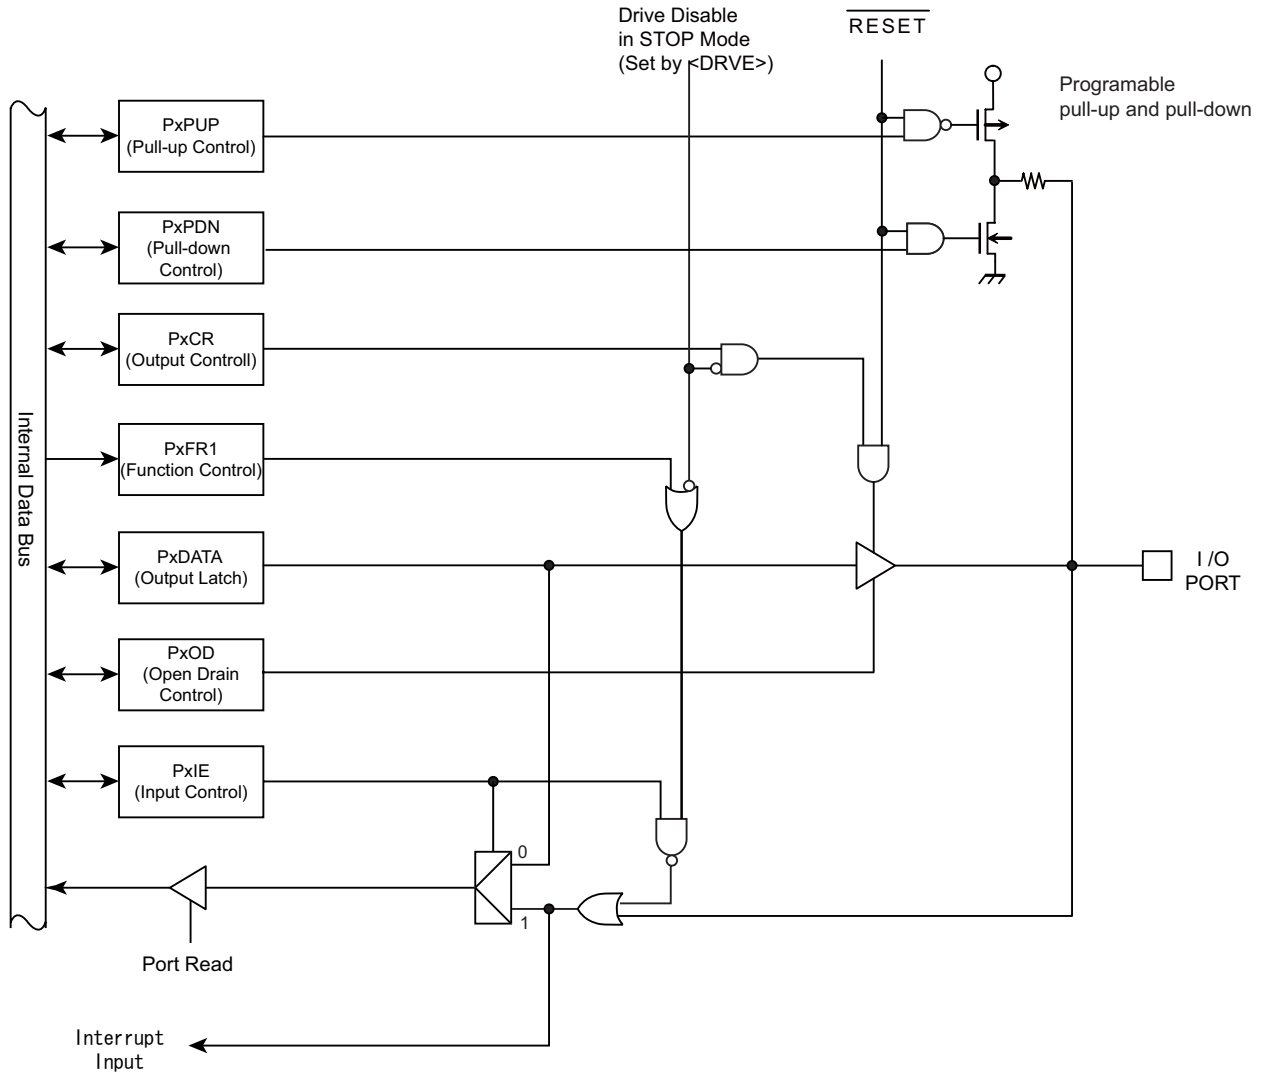 Drive Disable
in STOP Mode
(Set by <DRVE>)
RESET
Programable
pull-up and pull-down
PxPUP
(Pull-up Control)
PxPDN
(Pull-down
Control)
PxCR
(Output Controll)
PxFR1
(Function Control)
Internal Data Bus
PxDATA
(Output Latch)
I /O
PORT
PxOD
(Open Drain
Control)
PxIE
(Input Control)
0
1
Port Read
Interrupt
Input